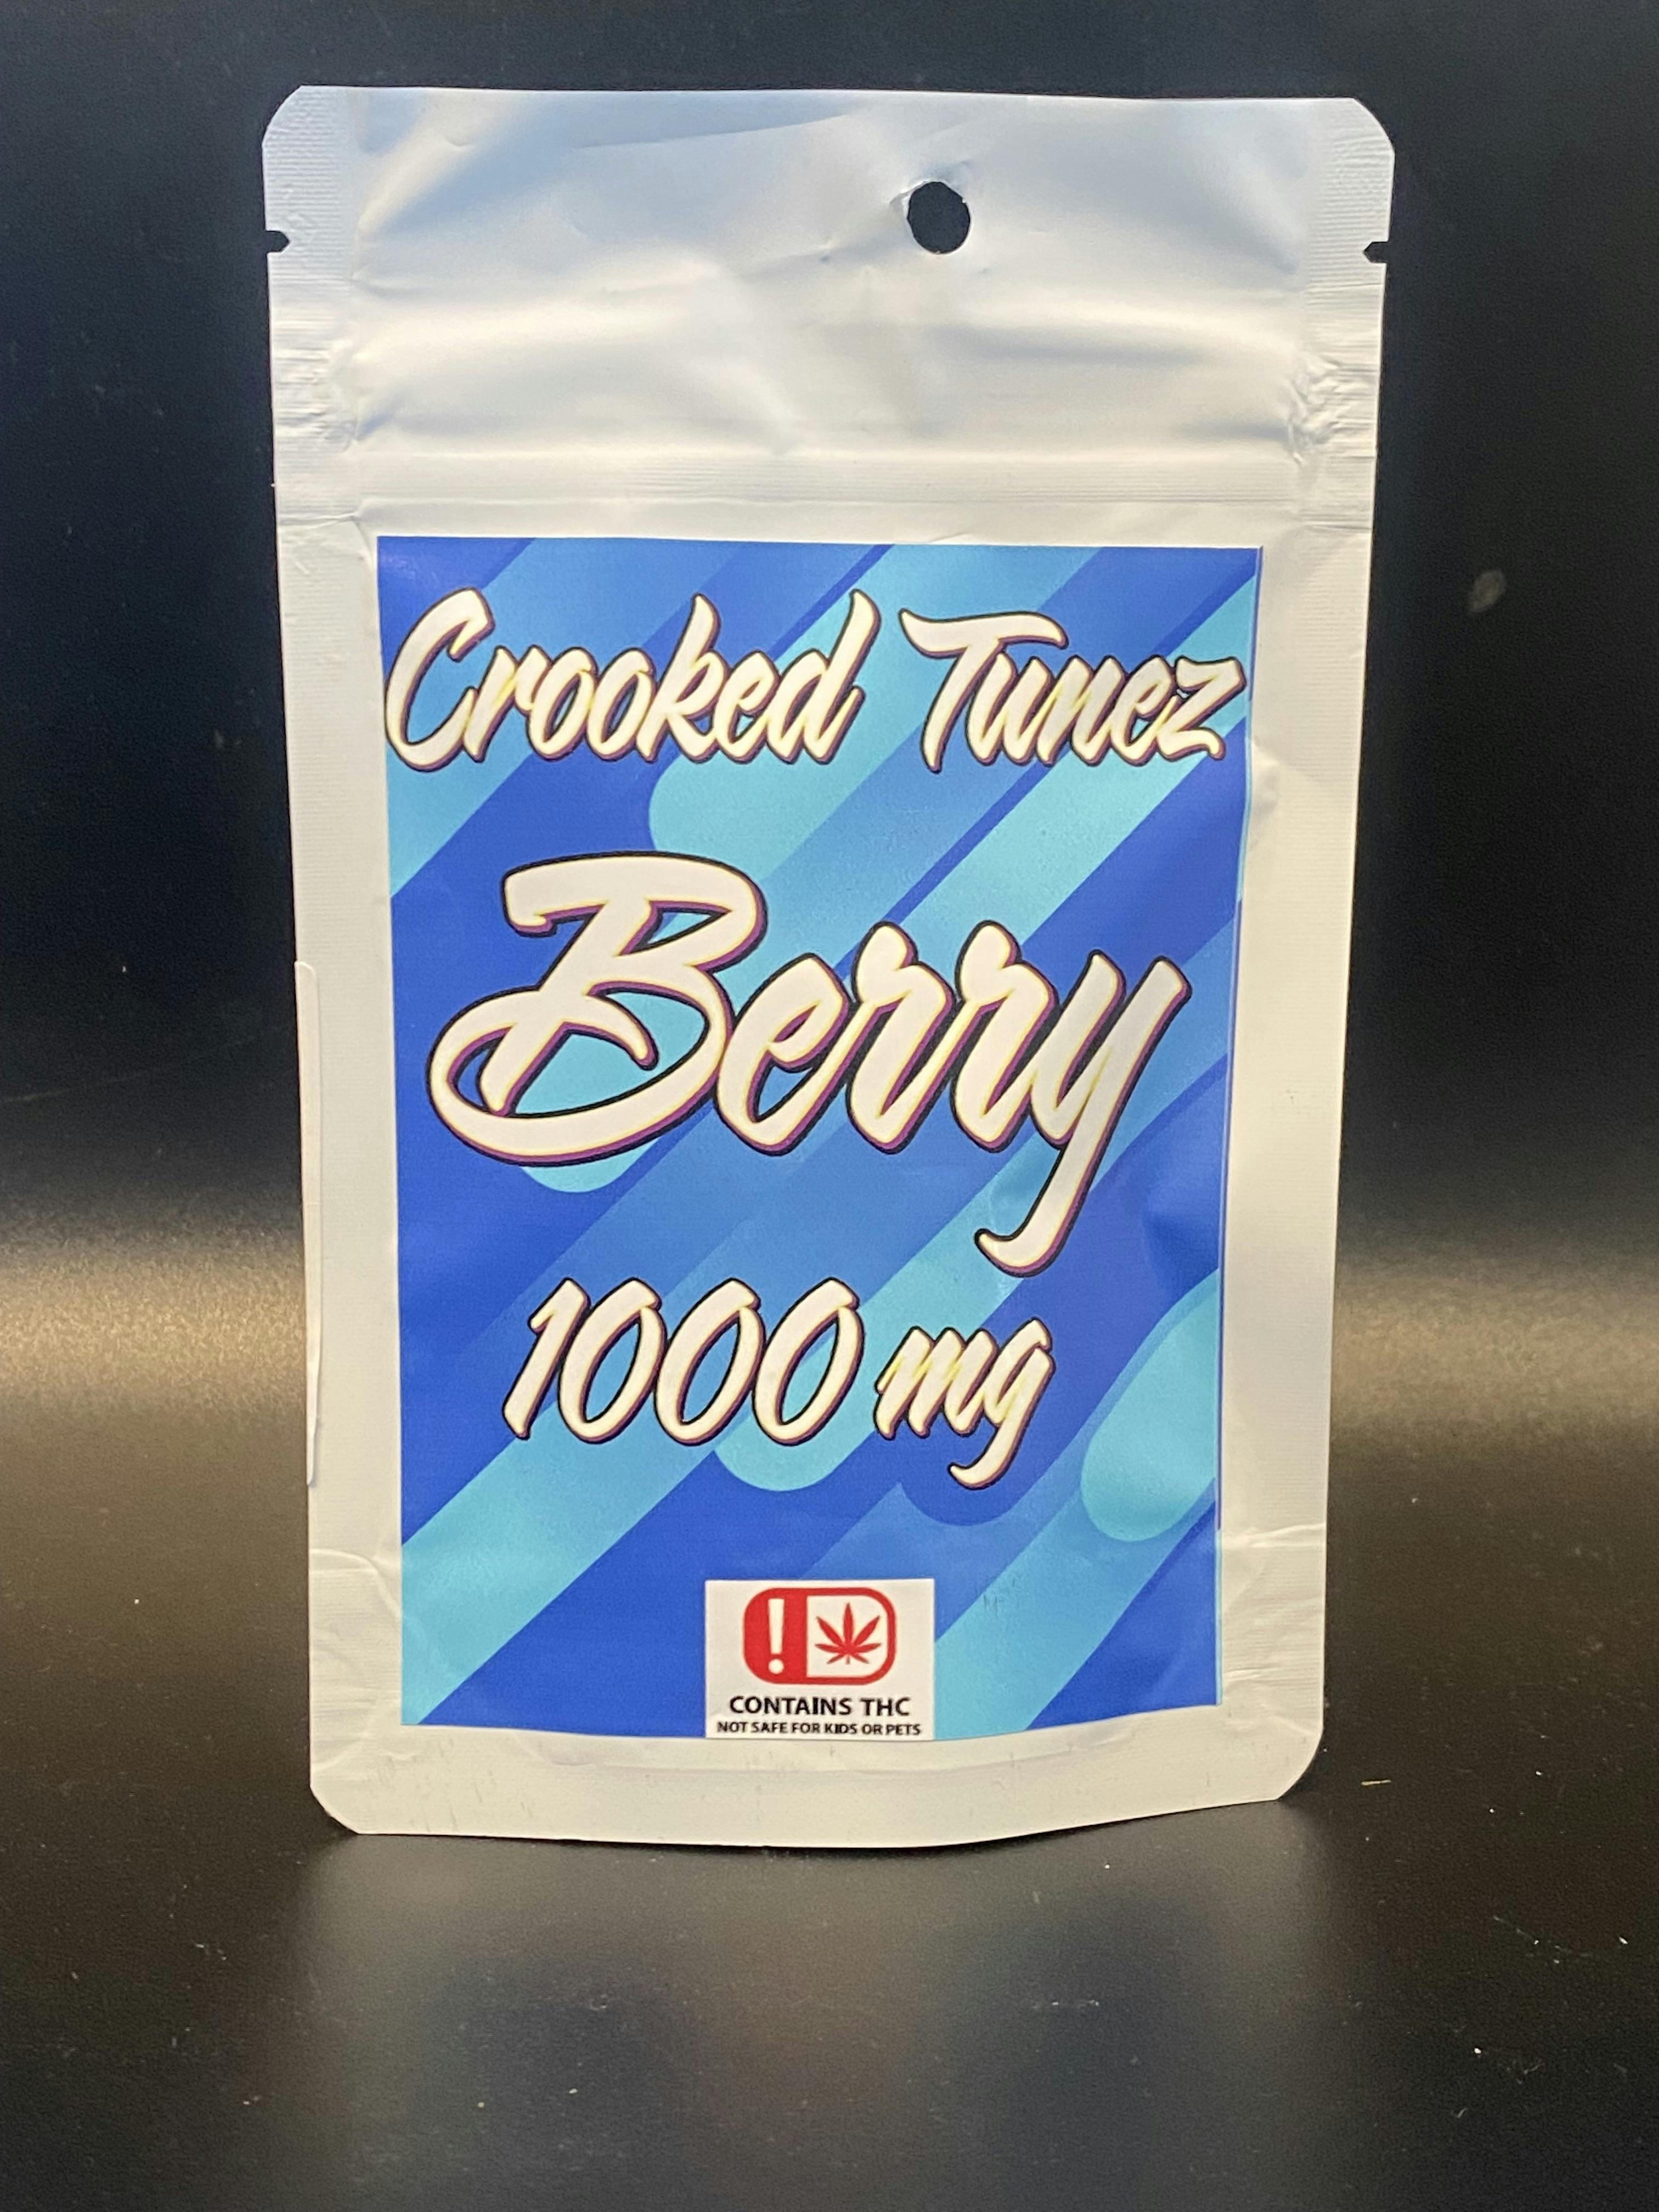 Crooked Tunez
Berry
1000 mg
!
CONTAINS THC
NOT SAFE FOR KIDS OR PETS